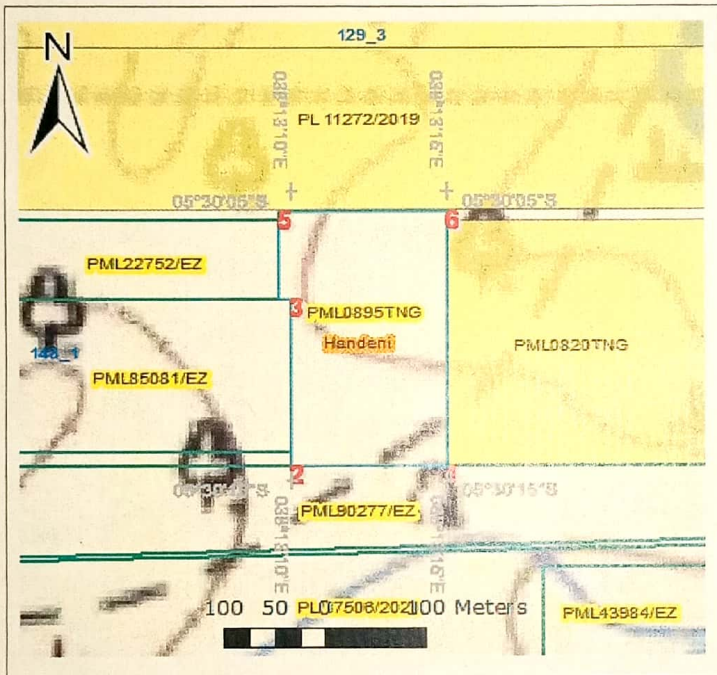 129_3
N
PL 11272/2019
05°30'05"S
05°30'05"S
5
6
PML22752/EZ
3
PML0895TNG
Handeni
PML0820TNG
PML85081/EZ
2
05°30'15"S
PML90277/EZ
100 50 0 100 Meters
PML43984/EZ